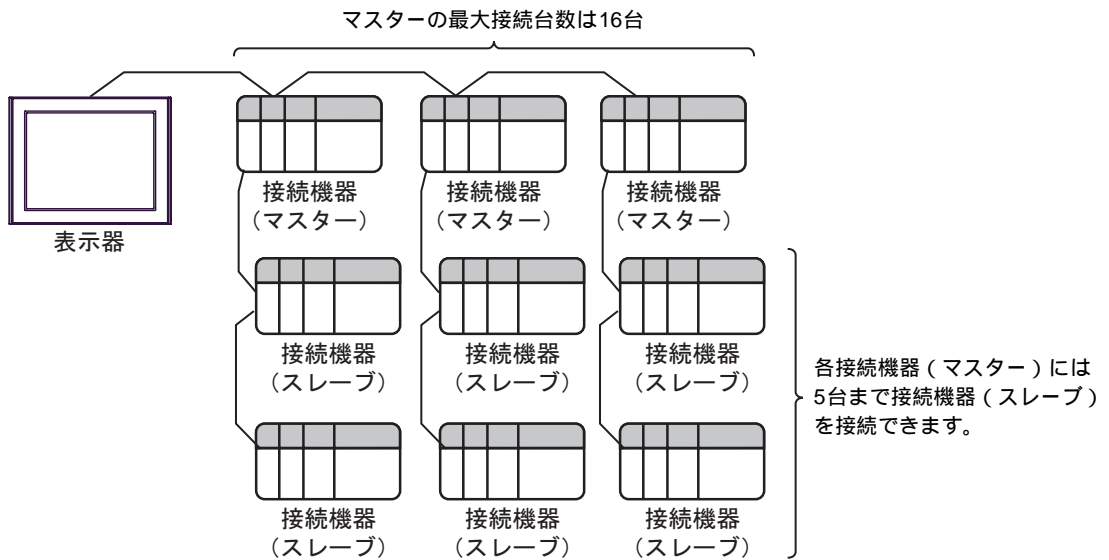 マスターの最大接続台数は16台
表示器
接続機器
（マスター）
接続機器
（マスター）
接続機器
（マスター）
接続機器
（スレーブ）
接続機器
（スレーブ）
接続機器
（スレーブ）
各接続機器（マスター）には
5台まで接続機器（スレーブ）
を接続できます。
接続機器
（スレーブ）
接続機器
（スレーブ）
接続機器
（スレーブ）